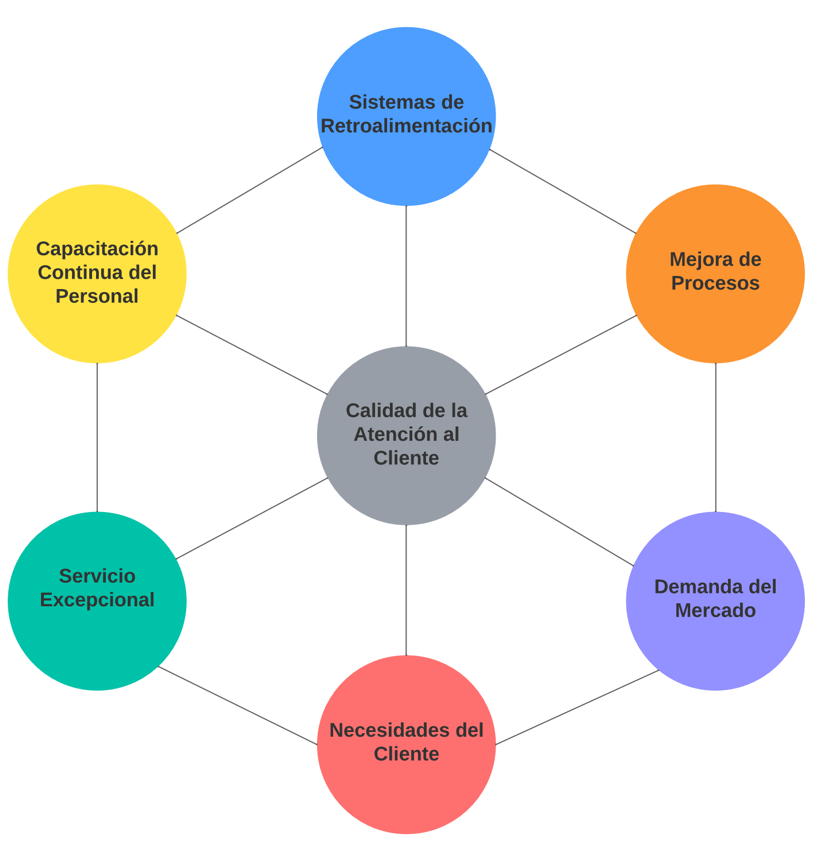 Sistemas de
Retroalimentación
Capacitación
Continua del
Personal
Mejora de
Procesos
Calidad de la
Atención al
Cliente
Servicio
Excepcional
Demanda del
Mercado
Necesidades del
Cliente